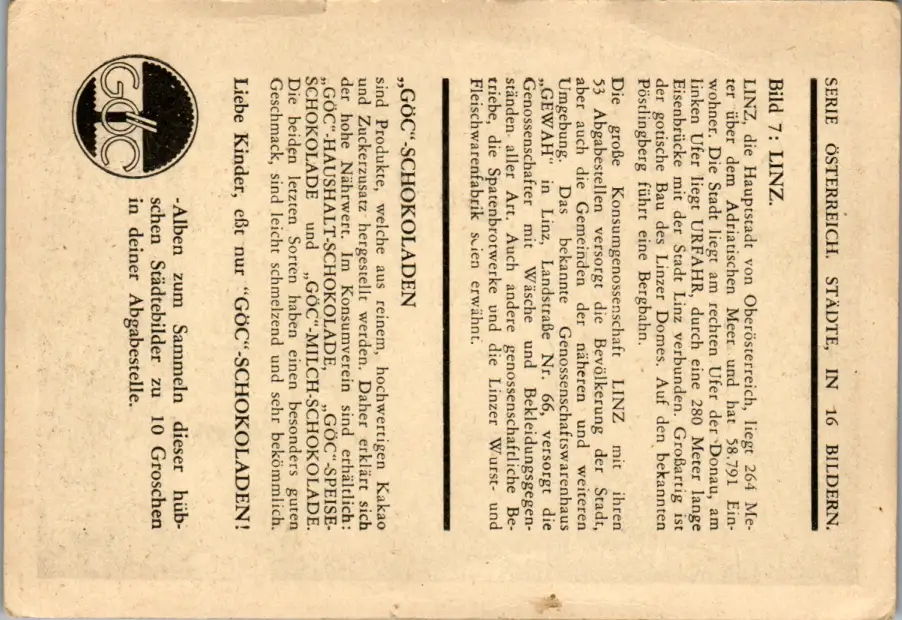 SERIE ÖSTERREICH. STÄDTE, IN 16 BILDERN.
Bild 7: LINZ.
LINZ, die Hauptstadt von Oberösterreich, liegt 264 Me-
ter über dem Adriatischen Meer und hat 58.791 Ein-
wohner. Die Stadt liegt am rechten Ufer der Donau, am
linken Ufer liegt URFAHR, durch eine 280 Meter lange
Eisenbrücke mit der Stadt Linz verbunden. Großartig ist
der gotische Bau des Linzer Domes. Auf den bekannten
Pöstlingberg führt eine Bergbahn.
Die große Konsumgenossenschaft LINZ mit ihren
53 Abgabestellen versorgt die Bevölkerung der Stadt,
aber auch die Gemeinden der näheren und weiteren
Umgebung. Das bekannte Genossenschaftswarenhaus
„GEWAH“ in Linz, Landstraße Nr. 66, versorgt die
Genossenschafter mit Wäsche und Bekleidungsgegen-
ständen aller Art. Auch andere genossenschaftliche Be-
triebe, die Spatenbrotwerke und die Linzer Wurst- und
Fleischwarenfabrik seien erwähnt.
„GÖC“-SCHOKOLADEN
sind Produkte, welche aus reinem, hochwertigen Kakao
und Zuckerzusatz hergestellt werden. Daher erklärt sich
der hohe Nährwert. Im Konsumverein sind erhältlich:
„GÖC“-HAUSHALT-SCHOKOLADE, „GÖC“-SPEISE-
SCHOKOLADE und „GÖC“-MILCH-SCHOKOLADE.
Die beiden letzten Sorten haben einen besonders guten
Geschmack, sind leicht schmelzend und sehr bekömmlich.
Liebe Kinder, eßt nur “GÖC“-SCHOKOLADEN!
GÖC
-Alben zum Sammeln dieser hüb-
schen Städtebilder zu 10 Groschen
in deiner Abgabestelle.